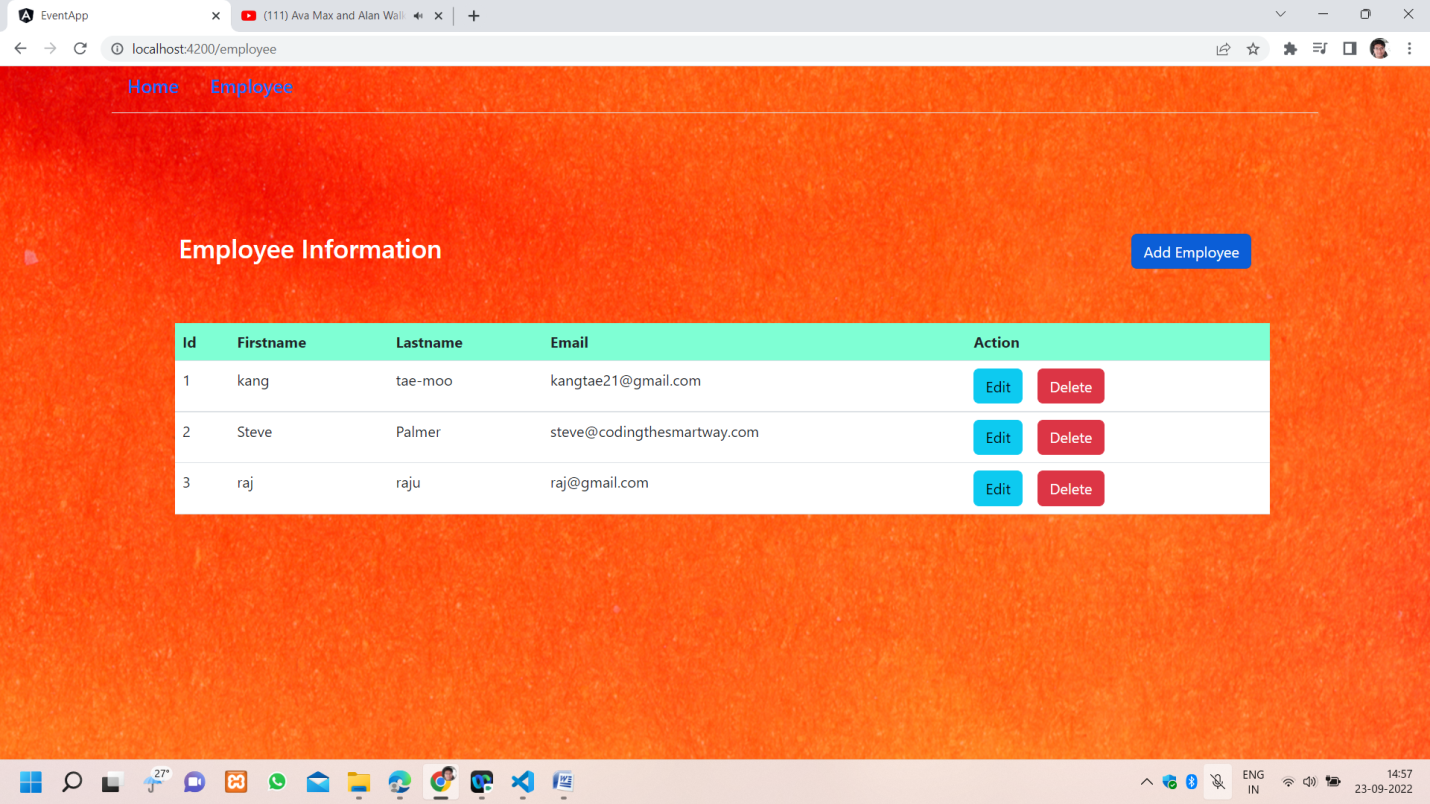 EventApp
(111) Ava Max and Alan Wal
localhost:4200/employee
Home Employee
Employee Information
Add Employee
Id Firstname Lastname Email Action
1 kang tae-moo kangtae21@gmail.com Edit Delete
2 Steve Palmer steve@codingthesmartway.com Edit Delete
3 raj raju raj@gmail.com Edit Delete
27°
ENG
IN
14:57
23-09-2022